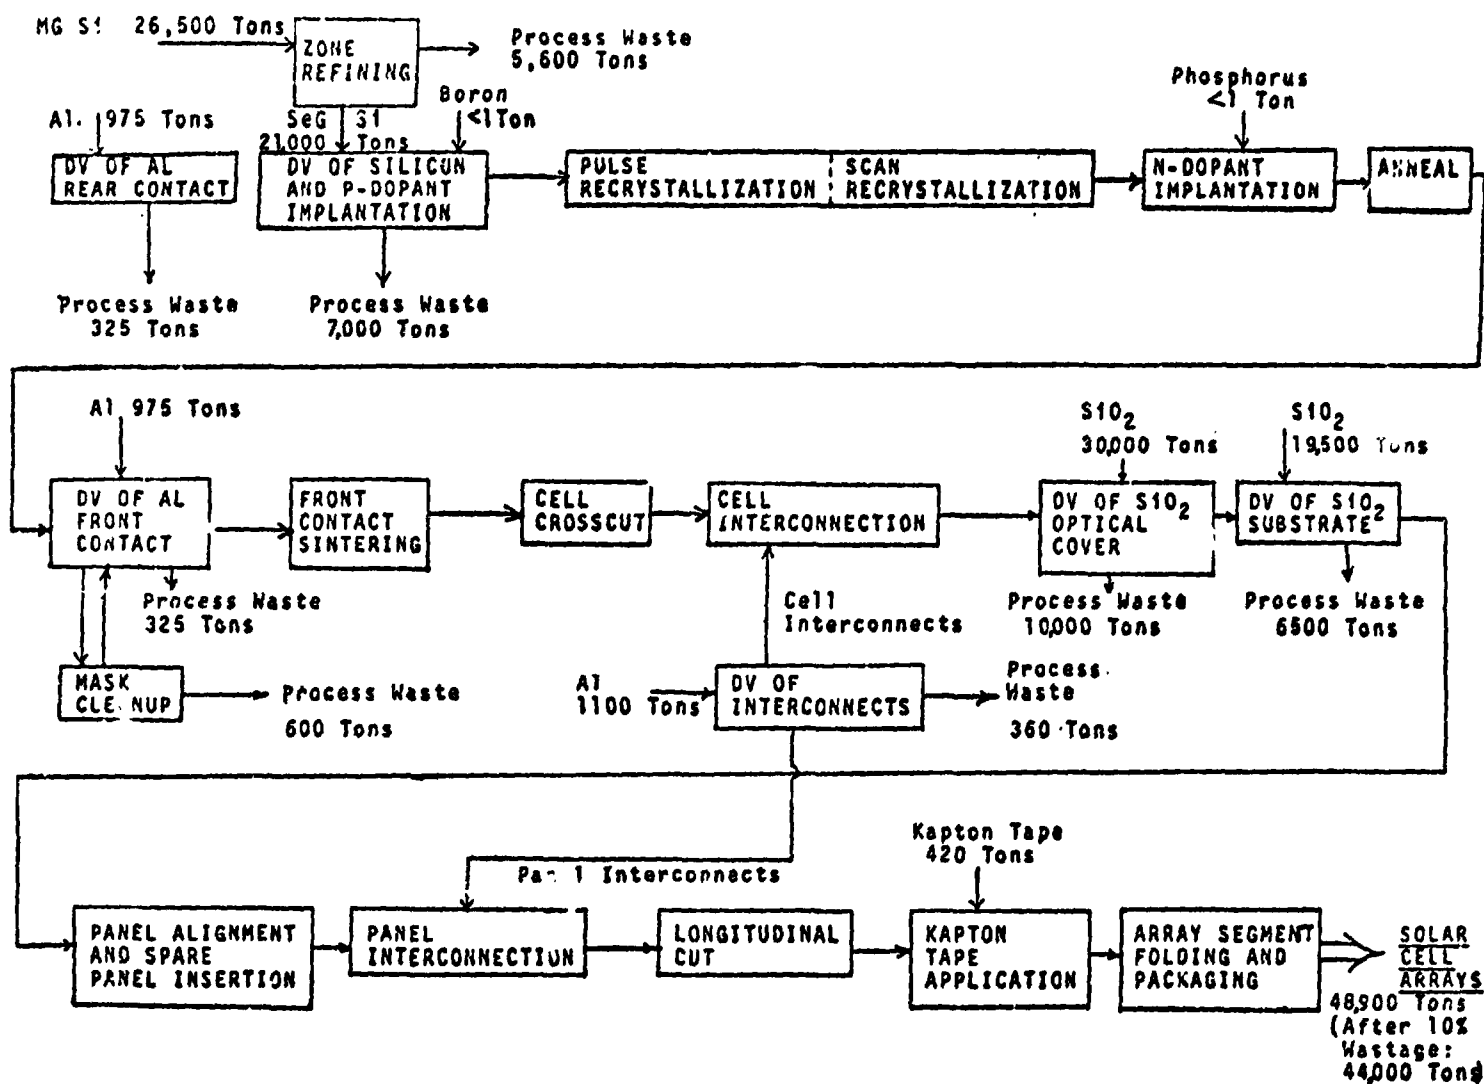 MG Si 26,500 Tons
ZONE
REFINING
Process Waste
5,600 Tons
Al. 975 Tons
SeG Si
21,000 Tons
Boron
<1 Ton
Phosphorus
<1 Ton
DV OF AL
REAR CONTACT
DV OF SILICON
AND P-DOPANT
IMPLANTATION
PULSE
RECRYSTALLIZATION
SCAN
RECRYSTALLIZATION
N-DOPANT
IMPLANTATION
ANNEAL
Process Waste
325 Tons
Process Waste
7,000 Tons
Al 975 Tons
SiO2
30,000 Tons
SiO2
19,500 Tons
DV OF AL
FRONT
CONTACT
FRONT
CONTACT
SINTERING
CELL
CROSSCUT
CELL
INTERCONNECTION
DV OF SiO2
OPTICAL
COVER
DV OF SiO2
SUBSTRATE
Process Waste
325 Tons
Cell
Interconnects
Process Waste
10,000 Tons
Process Waste
6500 Tons
MASK
CLEANUP
Process Waste
600 Tons
Al
1100 Tons
DV OF
INTERCONNECTS
Process
Waste
360 Tons
Panel Interconnects
Kapton Tape
420 Tons
PANEL ALIGNMENT
AND SPARE
PANEL INSERTION
PANEL
INTERCONNECTION
LONGITUDINAL
CUT
KAPTON
TAPE
APPLICATION
ARRAY SEGMENT
FOLDING AND
PACKAGING
SOLAR
CELL
ARRAYS
48,900 Tons
(After 10%
Wastage:
44,000 Tons)